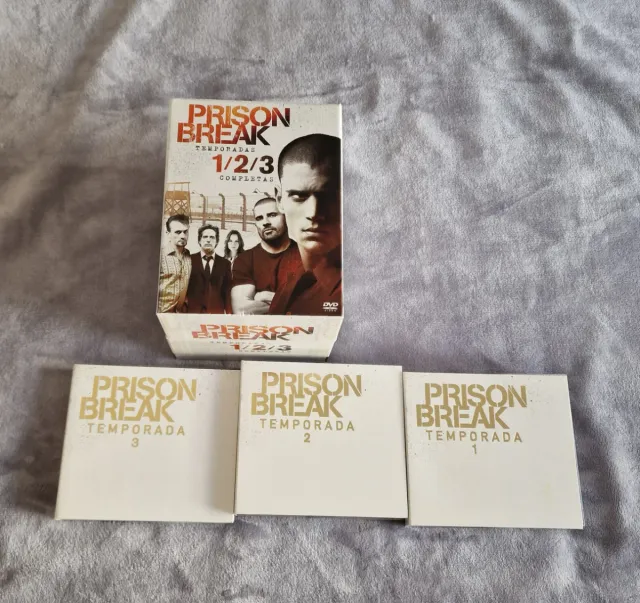 PRISON
BREAK
TEMPORADAS
1/2/3
COMPLETAS
DVD
VIDEO
PRISON
BREAK
1/2/3
PRISON
BREAK
TEMPORADA
3
PRISON
BREAK
TEMPORADA
2
PRISON
BREAK
TEMPORADA
1